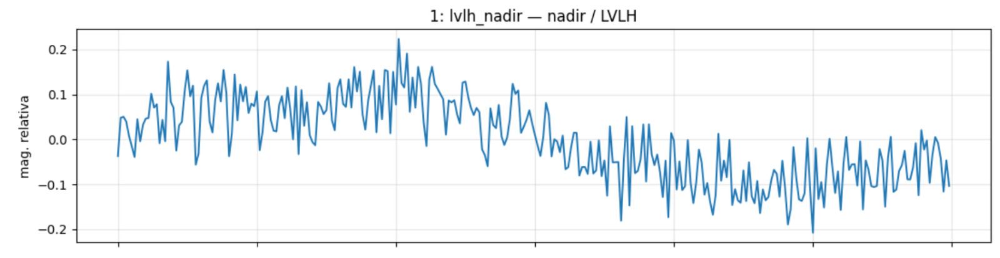 1: lvlh_nadir — nadir / LVLH
mag. relativa
0.2
0.1
0.0
−0.1
−0.2